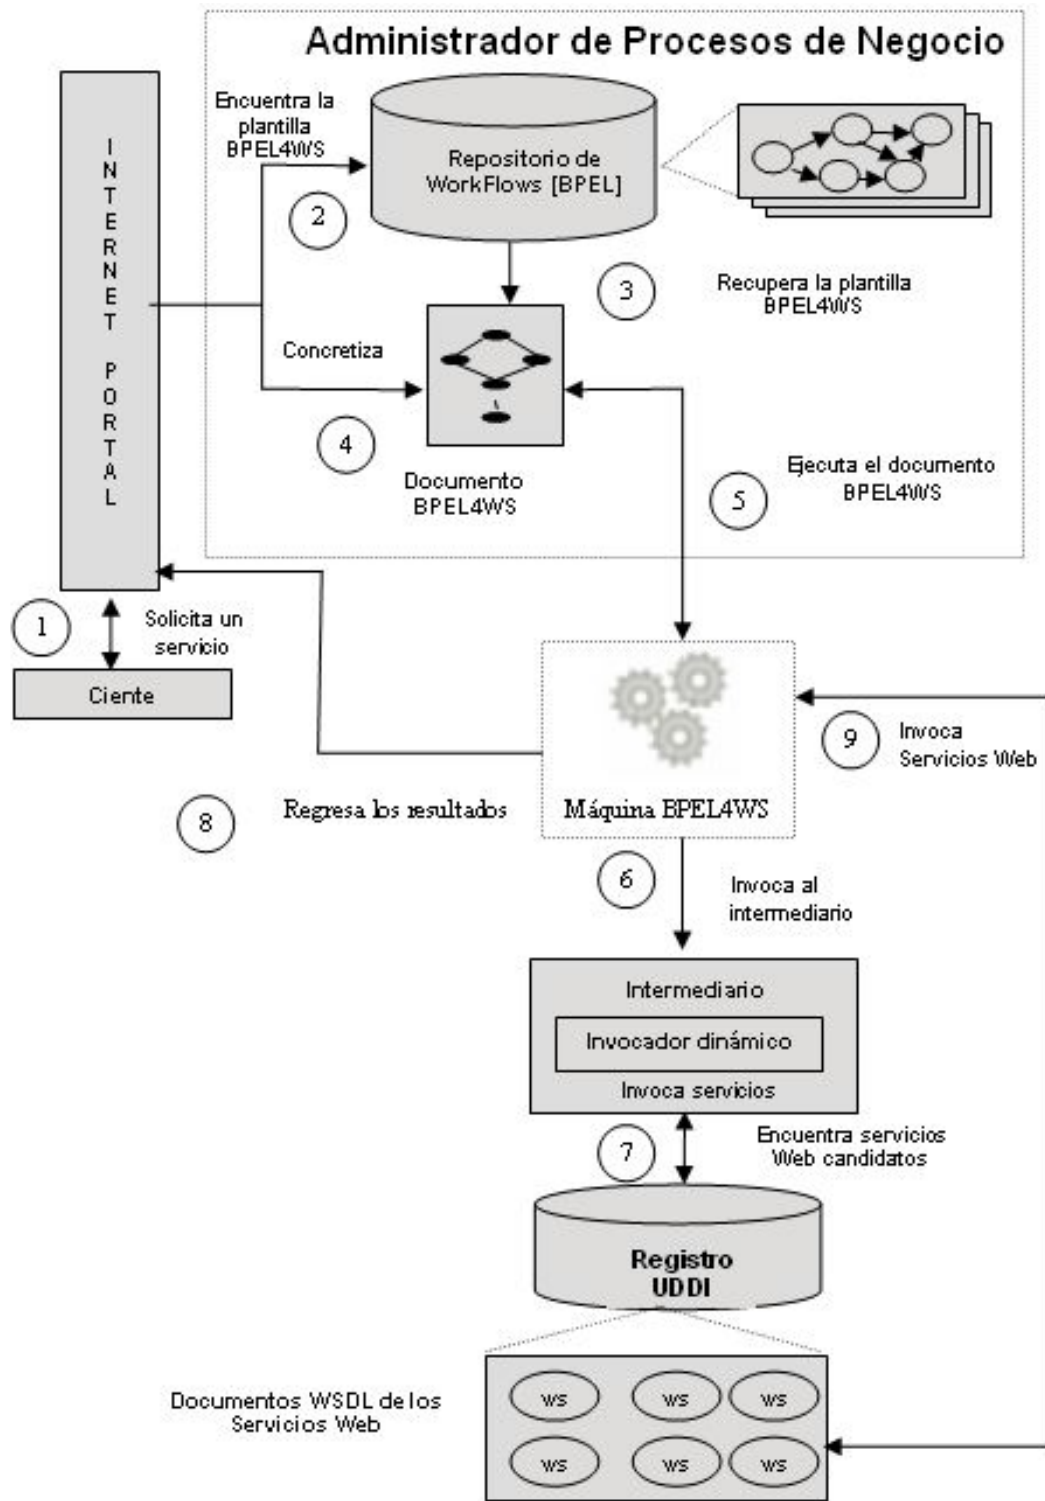 Administrador de Procesos de Negocio
INTERNET PORTAL
Encuentra la
plantilla
BPEL4WS
2
Repositorio de
WorkFlows [BPEL]
3
Recupera la plantilla
BPEL4WS
Concretiza
4
Documento
BPEL4WS
5
Ejecuta el documento
BPEL4WS
1
Solicita un
servicio
Ciente
9
Invoca
Servicios Web
8
Regresa los resultados
Máquina BPEL4WS
6
Invoca al
intermediario
Intermediario
Invocador dinámico
Invoca servicios
7
Encuentra servicios
Web candidatos
Registro
UDDI
Documentos WSDL de los
Servicios Web
ws ws ws
ws ws ws